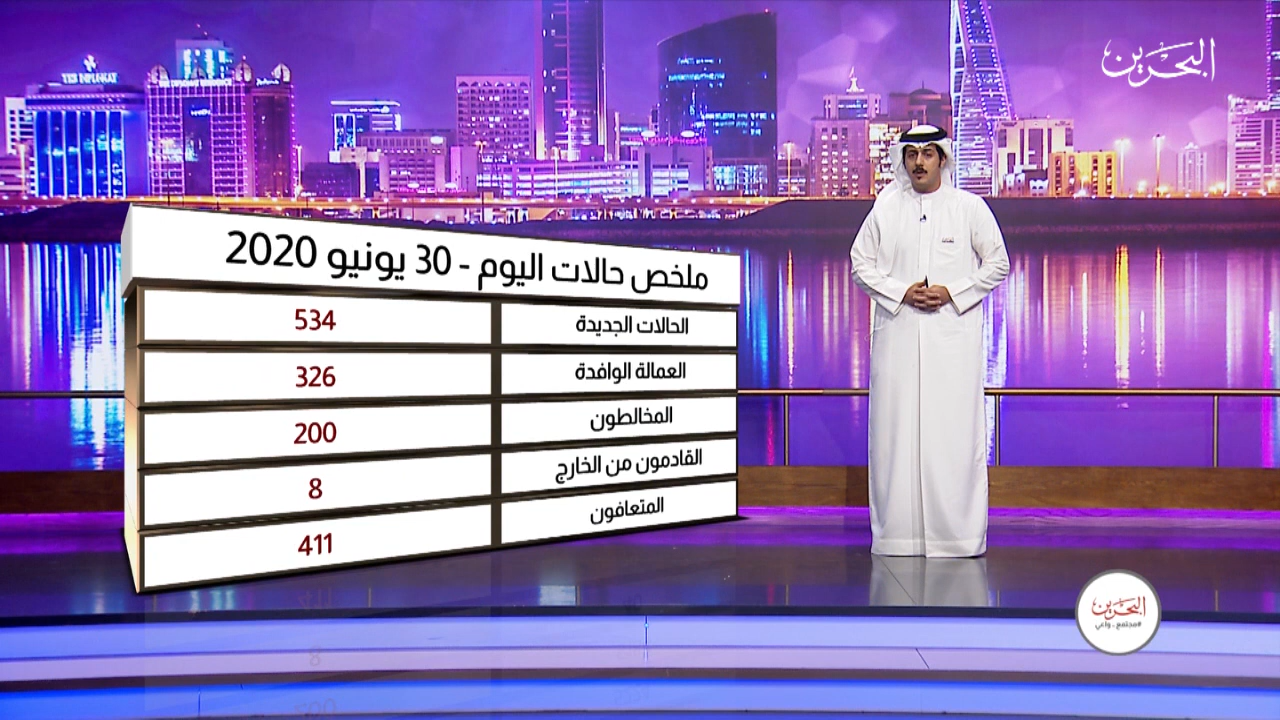 البحرين
ملخص حالات اليوم - 30 يونيو 2020
الحالات الجديدة 534
العمالة الوافدة 326
المخالطون 200
القادمون من الخارج 8
المتعافون 411
البحرين
#مجتمع_واعي